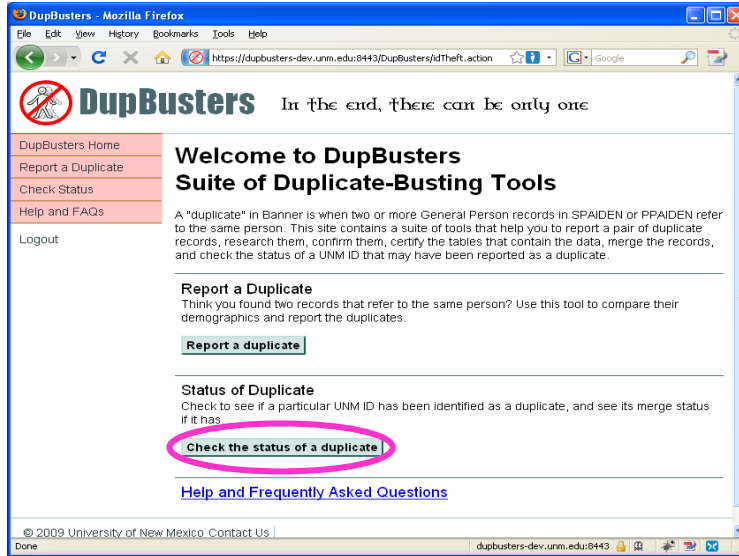 DupBusters - Mozilla Firefox
File Edit View History Bookmarks Tools Help
https://dupbusters-dev.unm.edu:8443/DupBusters/idTheft.action
Google
DupBusters In the end, there can be only one
DupBusters Home
Report a Duplicate
Check Status
Help and FAQs
Logout
Welcome to DupBusters
Suite of Duplicate-Busting Tools
A "duplicate" in Banner is when two or more General Person records in SPAIDEN or PPAIDEN refer
to the same person. This site contains a suite of tools that help you to report a pair of duplicate
records, research them, confirm them, certify the tables that contain the data, merge the records,
and check the status of a UNM ID that may have been reported as a duplicate.
Report a Duplicate
Think you found two records that refer to the same person? Use this tool to compare their
demographics and report the duplicates.
Report a duplicate
Status of Duplicate
Check to see if a particular UNM ID has been identified as a duplicate, and see its merge status
if it has.
Check the status of a duplicate
Help and Frequently Asked Questions
© 2009 University of New Mexico Contact Us
Done
dupbusters-dev.unm.edu:8443